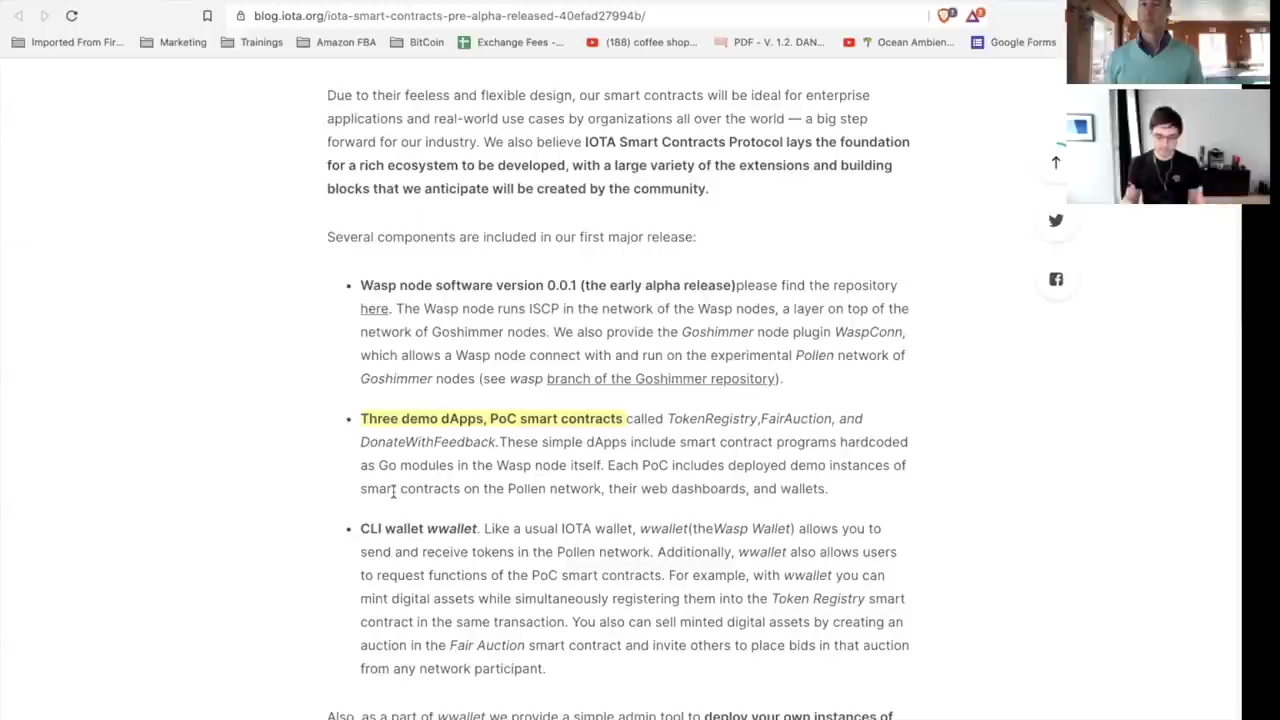 blog.iota.org/iota-smart-contracts-pre-alpha-released-40efad27994b/
Imported From Fir... Marketing Trainings Amazon FBA BitCoin Exchange Fees -... (188) coffee shop... PDF - V. 1.2. DAN... Ocean Ambien... Google Forms
Due to their feeless and flexible design, our smart contracts will be ideal for enterprise
applications and real-world use cases by organizations all over the world — a big step
forward for our industry. We also believe IOTA Smart Contracts Protocol lays the foundation
for a rich ecosystem to be developed, with a large variety of the extensions and building
blocks that we anticipate will be created by the community.
Several components are included in our first major release:
• Wasp node software version 0.0.1 (the early alpha release)please find the repository
here. The Wasp node runs ISCP in the network of the Wasp nodes, a layer on top of the
network of Goshimmer nodes. We also provide the Goshimmer node plugin WaspConn,
which allows a Wasp node connect with and run on the experimental Pollen network of
Goshimmer nodes (see wasp branch of the Goshimmer repository).
• Three demo dApps, PoC smart contracts called TokenRegistry,FairAuction, and
DonateWithFeedback.These simple dApps include smart contract programs hardcoded
as Go modules in the Wasp node itself. Each PoC includes deployed demo instances of
smart contracts on the Pollen network, their web dashboards, and wallets.
• CLI wallet wwallet. Like a usual IOTA wallet, wwallet(theWasp Wallet) allows you to
send and receive tokens in the Pollen network. Additionally, wwallet also allows users
to request functions of the PoC smart contracts. For example, with wwallet you can
mint digital assets while simultaneously registering them into the Token Registry smart
contract in the same transaction. You also can sell minted digital assets by creating an
auction in the Fair Auction smart contract and invite others to place bids in that auction
from any network participant.
Also, as a part of wwallet we provide a simple admin tool to deploy your own instances of